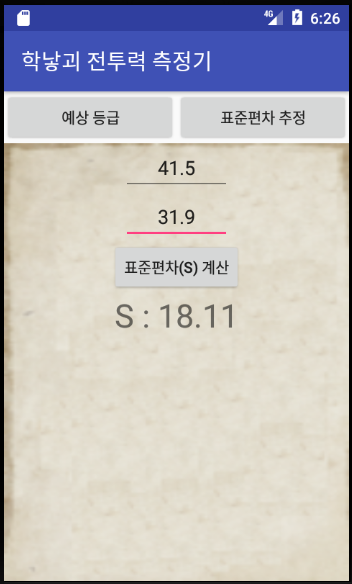 4G 6:26
학낳괴 전투력 측정기
예상 등급 표준편차 추정
41.5
31.9
표준편차(S) 계산
S : 18.11